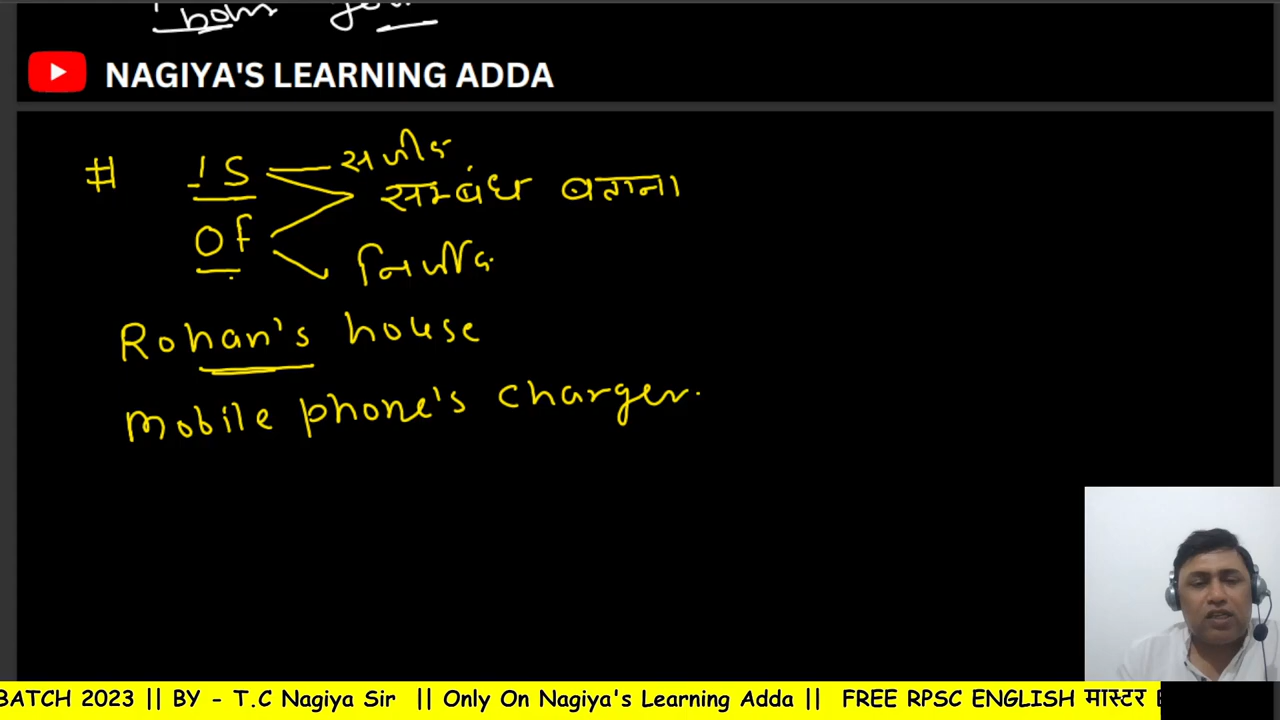 NAGIYA'S LEARNING ADDA
# 's सजीव
सम्बंध बताना
Of
निर्जीव
Rohan's house
Mobile phone's charger.
BATCH 2023 || BY - T.C Nagiya Sir || Only On Nagiya's Learning Adda || FREE RPSC ENGLISH मास्टर